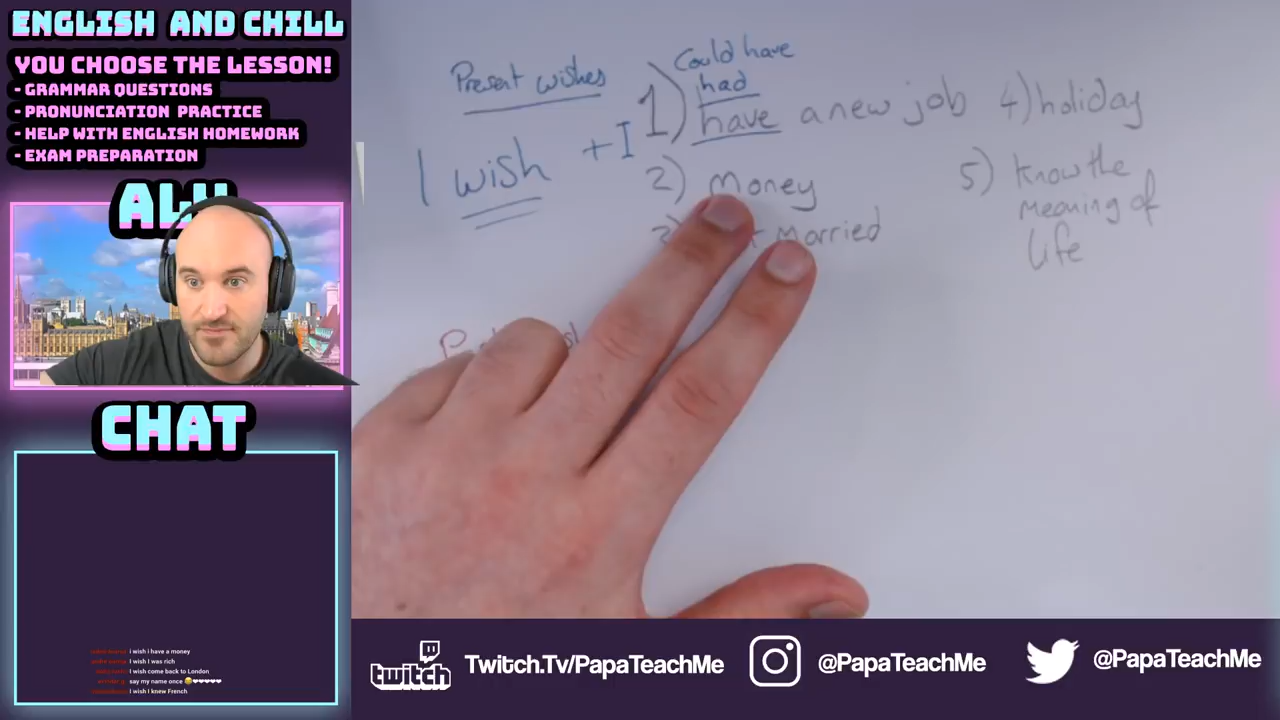 ENGLISH AND CHILL
YOU CHOOSE THE LESSON!
- GRAMMAR QUESTIONS
- PRONUNCIATION PRACTICE
- HELP WITH ENGLISH HOMEWORK
- EXAM PREPARATION
CHAT
i wish i have a money
I wish I was rich
I wish come back to London
say my name once
I wish I knew French
Present wishes
I wish + I
Could have
had
1) have a new job
2) Money
Married
4) holiday
5) Know the
meaning of
life
twitch
Twitch.Tv/PapaTeachMe
@PapaTeachMe
@PapaTeachMe